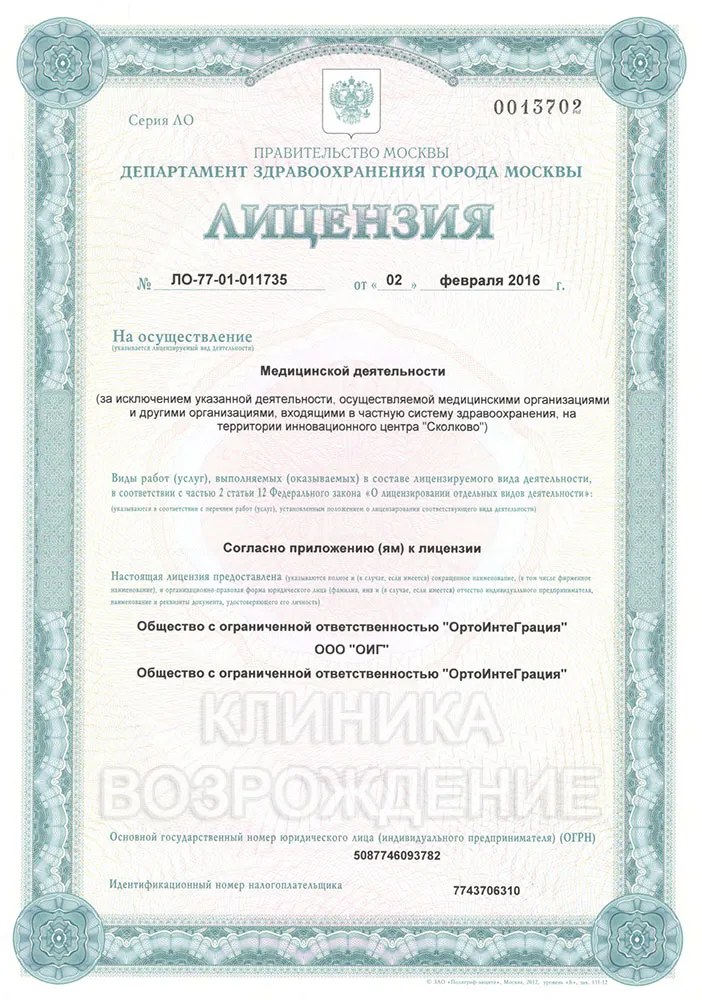 Серия ЛО
0013702
ПРАВИТЕЛЬСТВО МОСКВЫ
ДЕПАРТАМЕНТ ЗДРАВООХРАНЕНИЯ ГОРОДА МОСКВЫ
ЛИЦЕНЗИЯ
№ ЛО-77-01-011735 от « 02 » февраля 2016 г.
На осуществление
(указывается лицензируемый вид деятельности)
Медицинской деятельности
(за исключением указанной деятельности, осуществляемой медицинскими организациями
и другими организациями, входящими в частную систему здравоохранения, на
территории инновационного центра "Сколково")
Виды работ (услуг), выполняемых (оказываемых) в составе лицензируемого вида деятельности,
в соответствии с частью 2 статьи 12 Федерального закона «О лицензировании отдельных видов деятельности»:
(указываются в соответствии с перечнем работ (услуг), установленным положением о лицензировании соответствующего вида деятельности)
Согласно приложению (ям) к лицензии
Настоящая лицензия предоставлена (указываются полное и (в случае, если имеется) сокращенное наименование, (в том числе фирменное
наименование), и организационно-правовая форма юридического лица (фамилия, имя и (в случае, если имеется) отчество индивидуального предпринимателя,
наименование и реквизиты документа, удостоверяющего его личность)
Общество с ограниченной ответственностью "ОртоИнтеГрация"
ООО "ОИГ"
Общество с ограниченной ответственностью "ОртоИнтеГрация"
КЛИНИКА
ВОЗРОЖДЕНИЕ
Основной государственный номер юридического лица (индивидуального предпринимателя) (ОГРН)
5087746093782
Идентификационный номер налогоплательщика
7743706310
© ЗАО «Полиграф-защита», Москва, 2012, уровень «Б», зак. 131-12